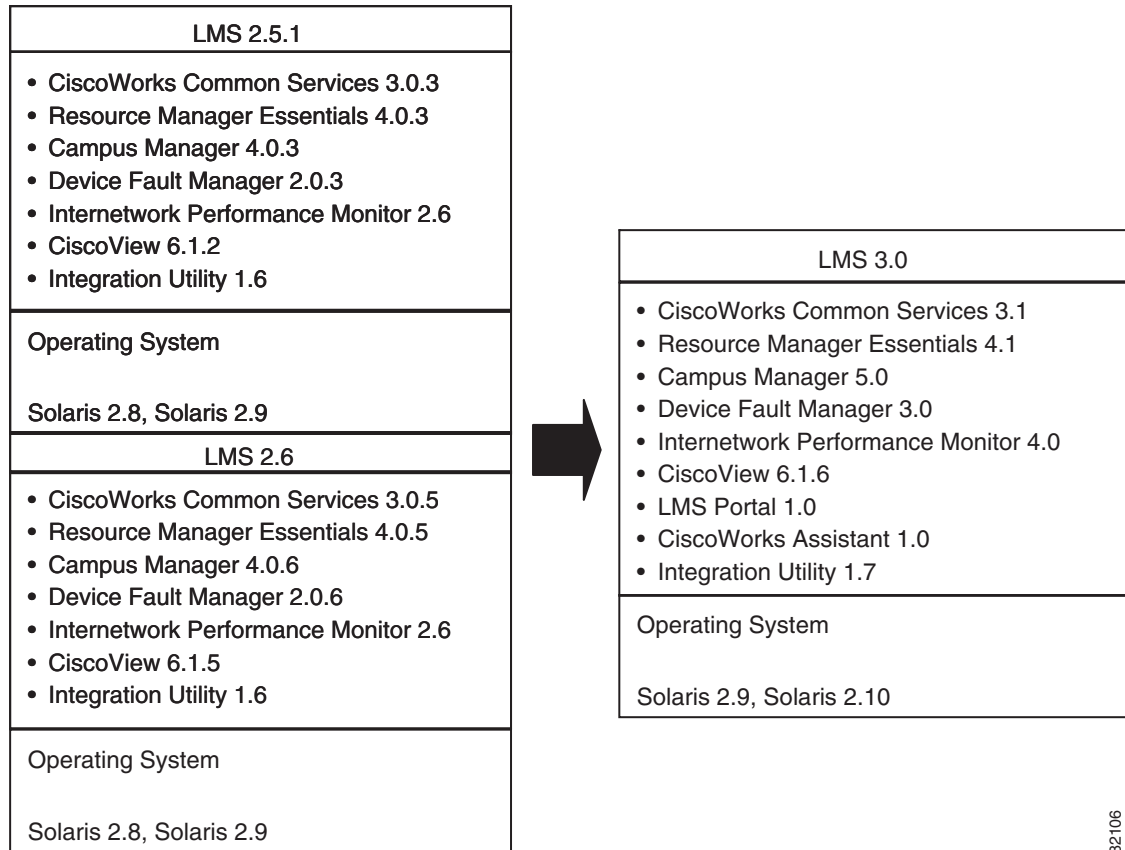 LMS 2.5.1
• CiscoWorks Common Services 3.0.3
• Resource Manager Essentials 4.0.3
• Campus Manager 4.0.3
• Device Fault Manager 2.0.3
• Internetwork Performance Monitor 2.6
• CiscoView 6.1.2
• Integration Utility 1.6
Operating System
Solaris 2.8, Solaris 2.9
LMS 2.6
• CiscoWorks Common Services 3.0.5
• Resource Manager Essentials 4.0.5
• Campus Manager 4.0.6
• Device Fault Manager 2.0.6
• Internetwork Performance Monitor 2.6
• CiscoView 6.1.5
• Integration Utility 1.6
Operating System
Solaris 2.8, Solaris 2.9
LMS 3.0
• CiscoWorks Common Services 3.1
• Resource Manager Essentials 4.1
• Campus Manager 5.0
• Device Fault Manager 3.0
• Internetwork Performance Monitor 4.0
• CiscoView 6.1.6
• LMS Portal 1.0
• CiscoWorks Assistant 1.0
• Integration Utility 1.7
Operating System
Solaris 2.9, Solaris 2.10